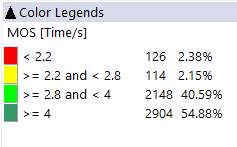 Color Legends
MOS [Time/s]
< 2.2 126 2.38%
>= 2.2 and < 2.8 114 2.15%
>= 2.8 and < 4 2148 40.59%
>= 4 2904 54.88%